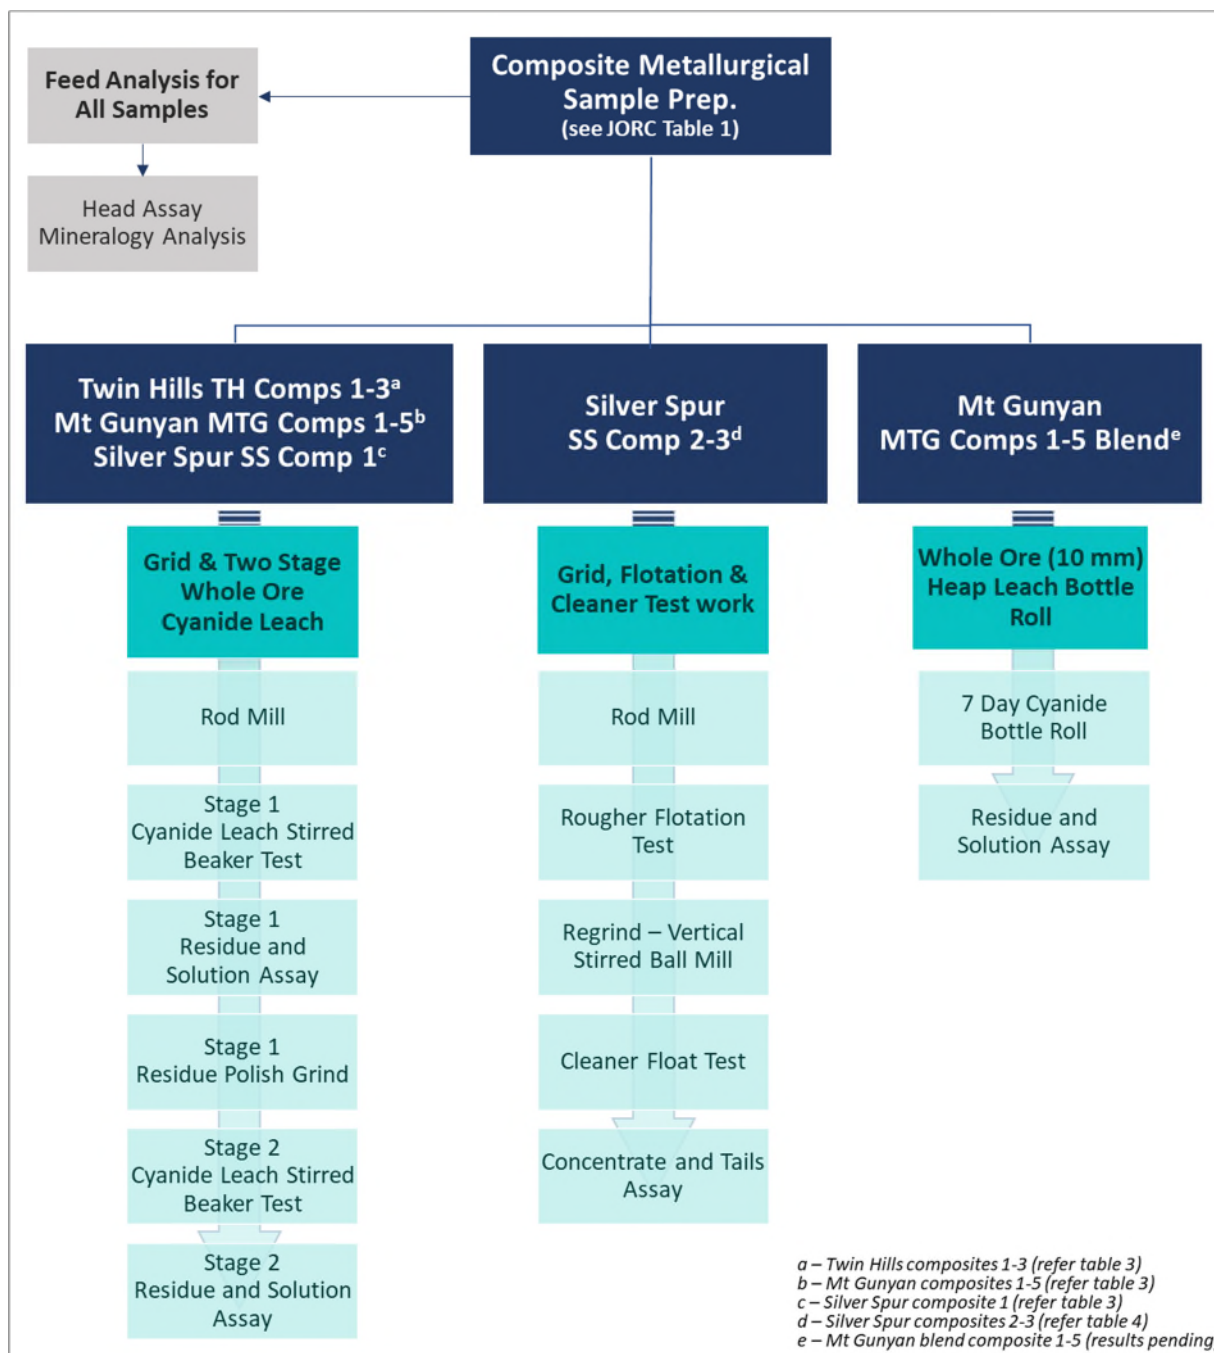 Feed Analysis for
All Samples
Composite Metallurgical
Sample Prep.
(see JORC Table 1)
Head Assay
Mineralogy Analysis
Twin Hills TH Comps 1-3ᵃ
Mt Gunyan MTG Comps 1-5ᵇ
Silver Spur SS Comp 1ᶜ
Silver Spur
SS Comp 2-3ᵈ
Mt Gunyan
MTG Comps 1-5 Blendᵉ
Grid & Two Stage
Whole Ore
Cyanide Leach
Rod Mill
Stage 1
Cyanide Leach Stirred
Beaker Test
Stage 1
Residue and
Solution Assay
Stage 1
Residue Polish Grind
Stage 2
Cyanide Leach Stirred
Beaker Test
Stage 2
Residue and Solution
Assay
Grid, Flotation &
Cleaner Test work
Rod Mill
Rougher Flotation
Test
Regrind – Vertical
Stirred Ball Mill
Cleaner Float Test
Concentrate and Tails
Assay
Whole Ore (10 mm)
Heap Leach Bottle
Roll
7 Day Cyanide
Bottle Roll
Residue and
Solution Assay
a – Twin Hills composites 1-3 (refer table 3)
b – Mt Gunyan composites 1-5 (refer table 3)
c – Silver Spur composite 1 (refer table 3)
d – Silver Spur composites 2-3 (refer table 4)
e – Mt Gunyan blend composite 1-5 (results pending